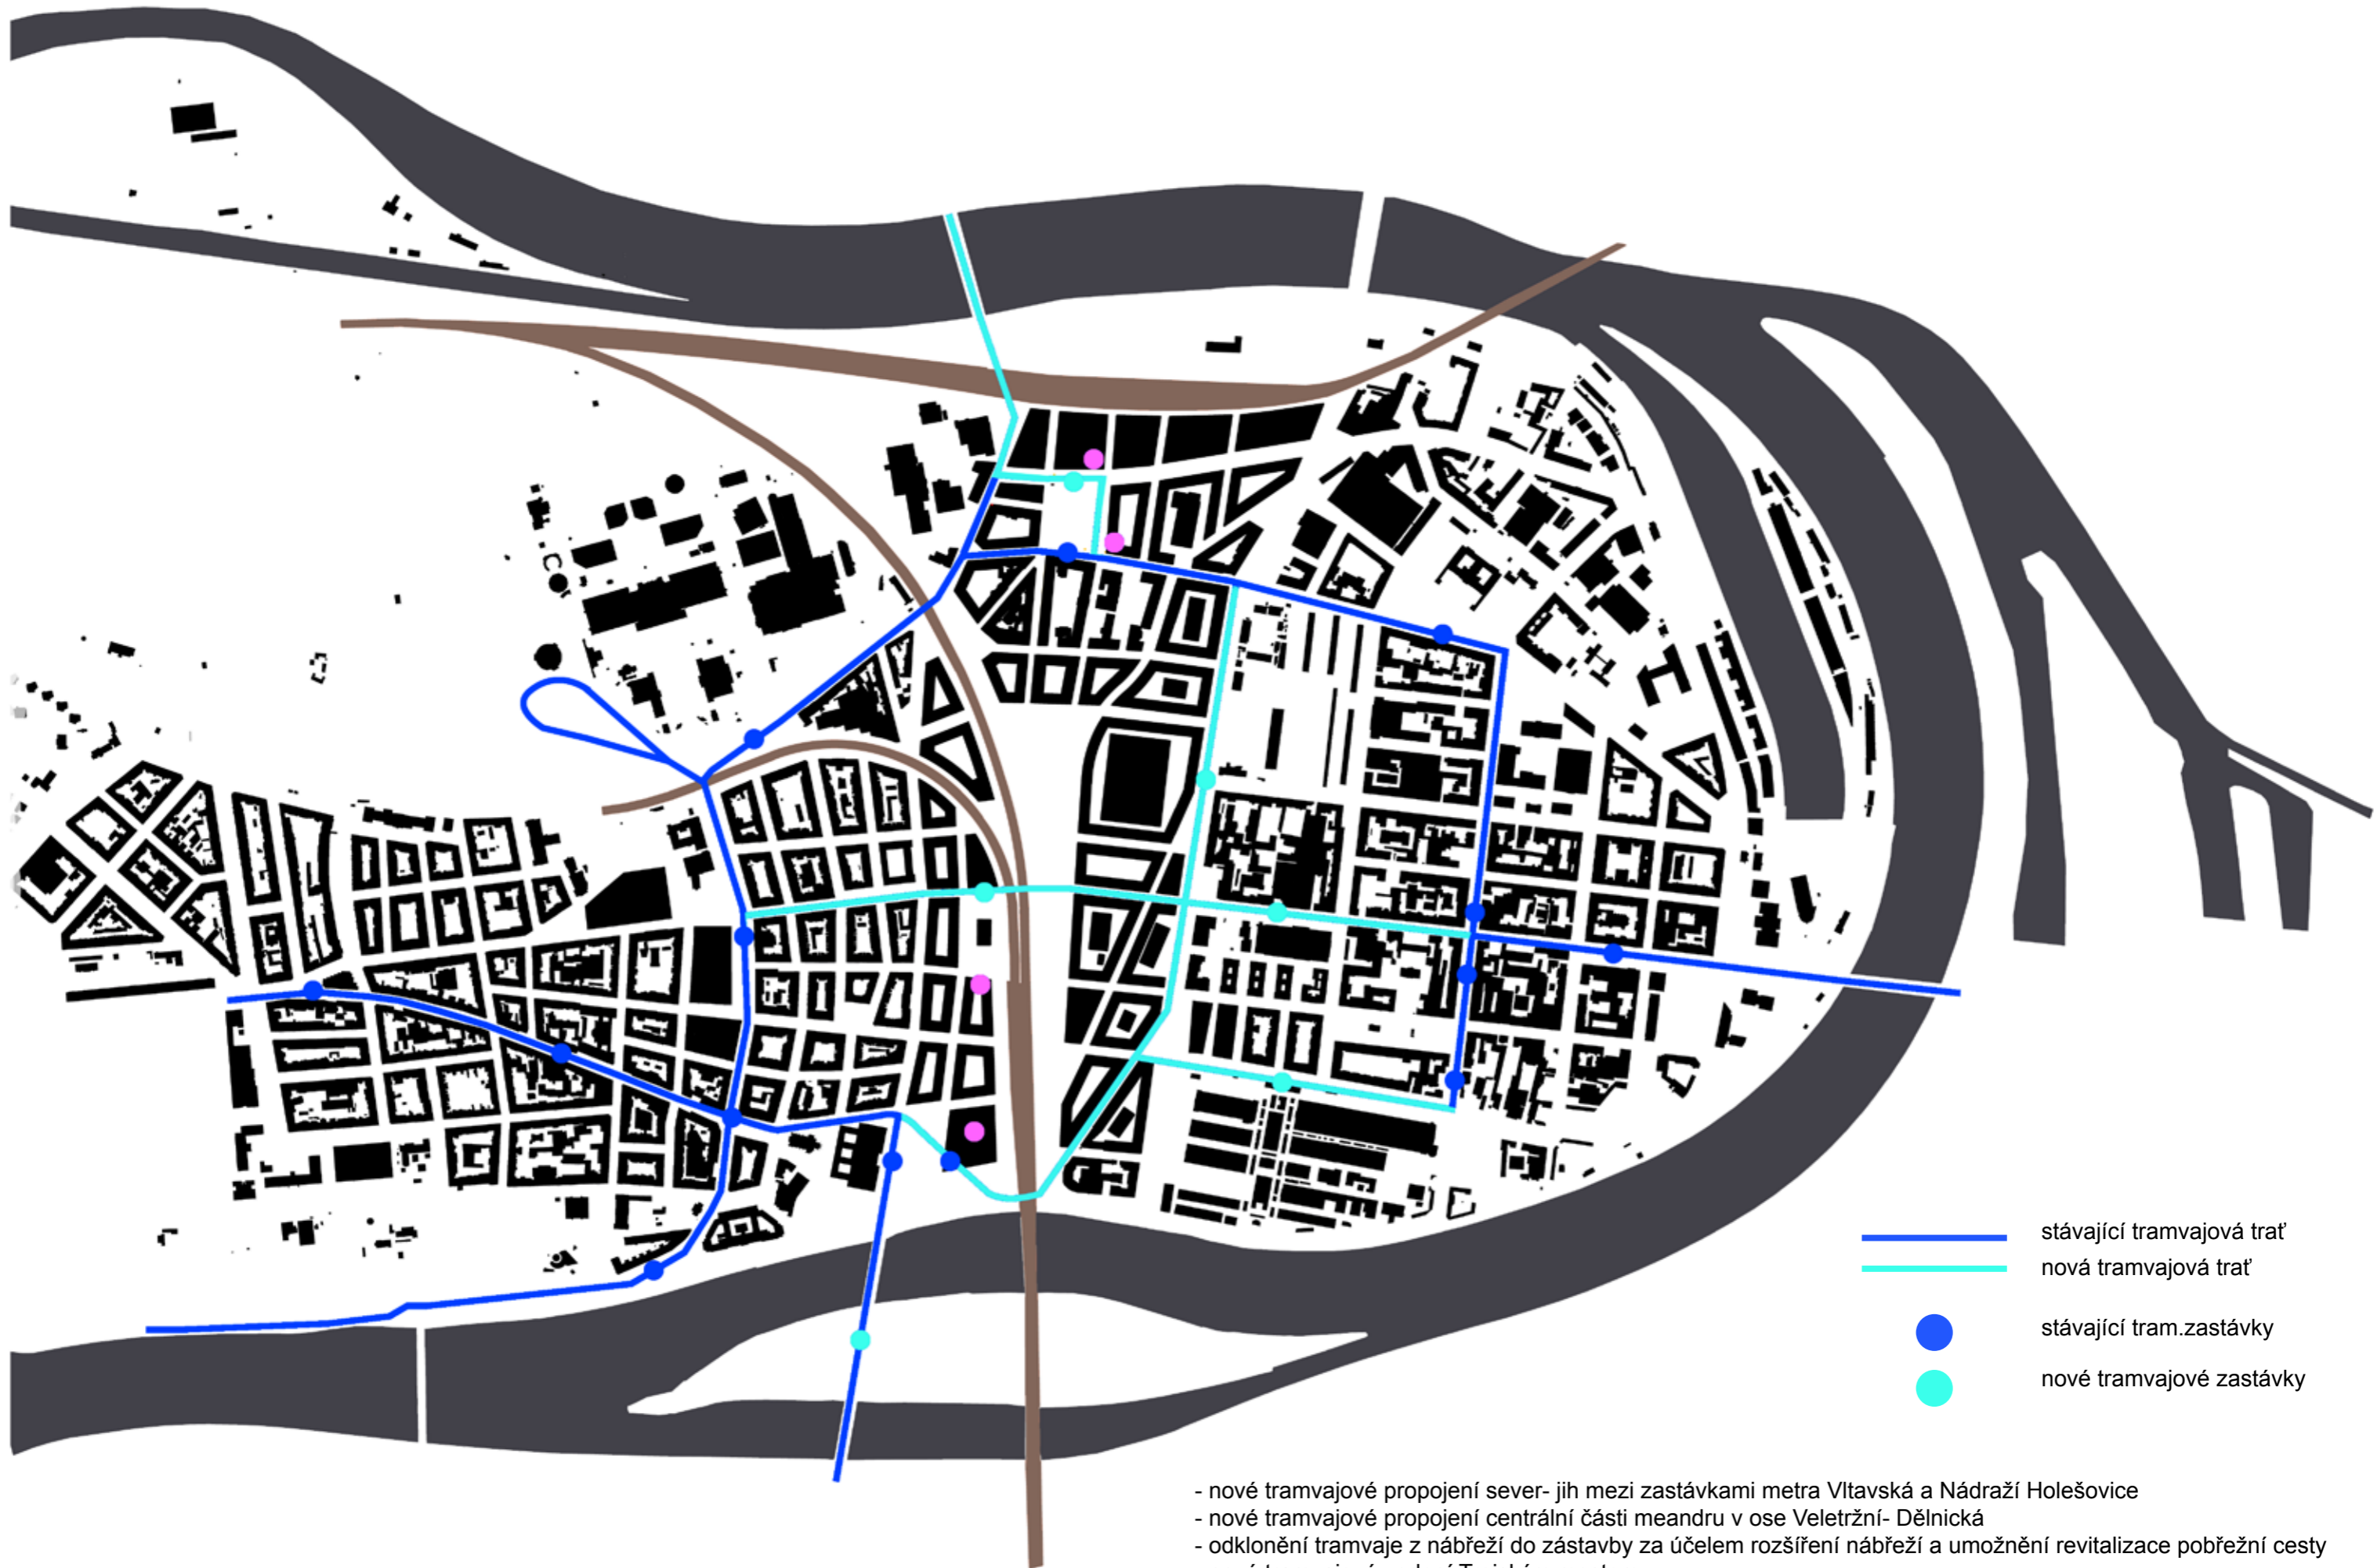 stávající tramvajová trať
nová tramvajová trať
stávající tram.zastávky
nové tramvajové zastávky
- nové tramvajové propojení sever- jih mezi zastávkami metra Vltavská a Nádraží Holešovice
- nové tramvajové propojení centrální části meandru v ose Veletržní- Dělnická
- odklonění tramvaje z nábřeží do zástavby za účelem rozšíření nábřeží a umožnění revitalizace pobřežní cesty